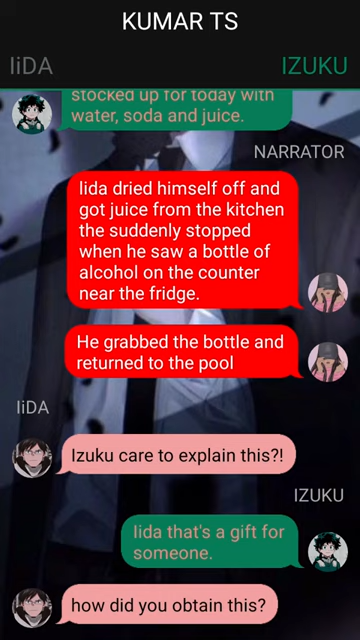 KUMAR TS
IiDA
IZUKU
stocked up for today with
water, soda and juice.
NARRATOR
Iida dried himself off and
got juice from the kitchen
the suddenly stopped
when he saw a bottle of
alcohol on the counter
near the fridge.
He grabbed the bottle and
returned to the pool
IiDA
Izuku care to explain this?!
IZUKU
Iida that's a gift for
someone.
how did you obtain this?